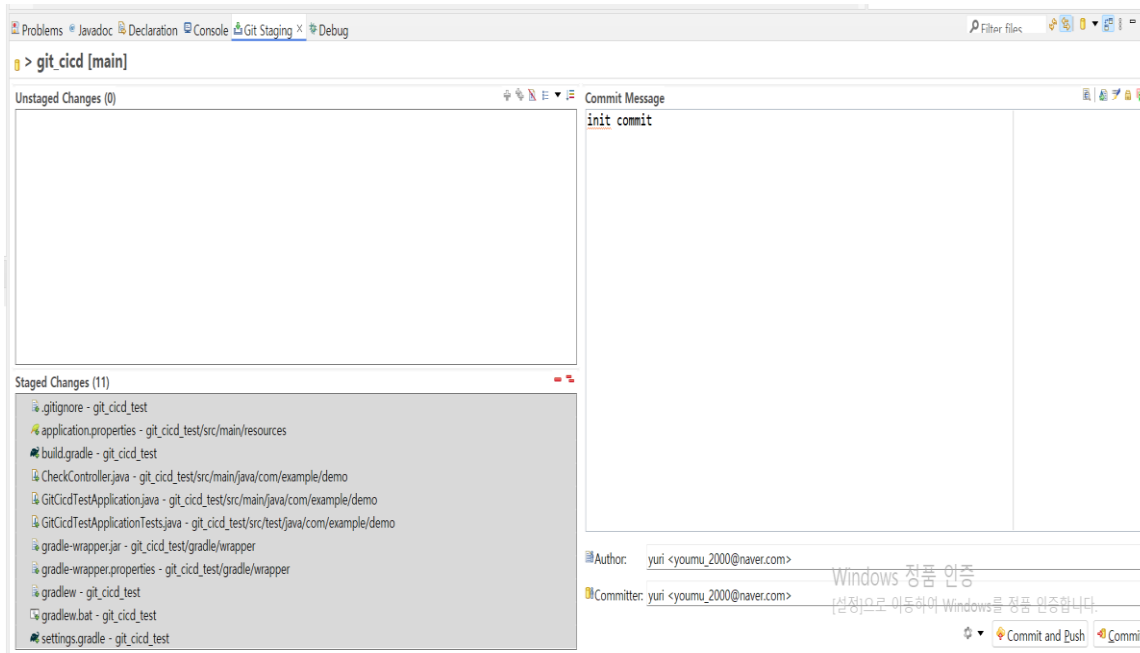 Problems Javadoc Declaration Console Git Staging × Debug
Filter files
> git_cicd [main]
Unstaged Changes (0)
Commit Message
init commit
Staged Changes (11)
.gitignore - git_cicd_test
application.properties - git_cicd_test/src/main/resources
build.gradle - git_cicd_test
CheckController.java - git_cicd_test/src/main/java/com/example/demo
GitCicdTestApplication.java - git_cicd_test/src/main/java/com/example/demo
GitCicdTestApplicationTests.java - git_cicd_test/src/test/java/com/example/demo
gradle-wrapper.jar - git_cicd_test/gradle/wrapper
gradle-wrapper.properties - git_cicd_test/gradle/wrapper
gradlew - git_cicd_test
gradlew.bat - git_cicd_test
settings.gradle - git_cicd_test
Author: yuri <youmu_2000@naver.com>
Committer: yuri <youmu_2000@naver.com>
Windows 정품 인증
[설정]으로 이동하여 Windows를 정품 인증합니다.
Commit and Push Commi